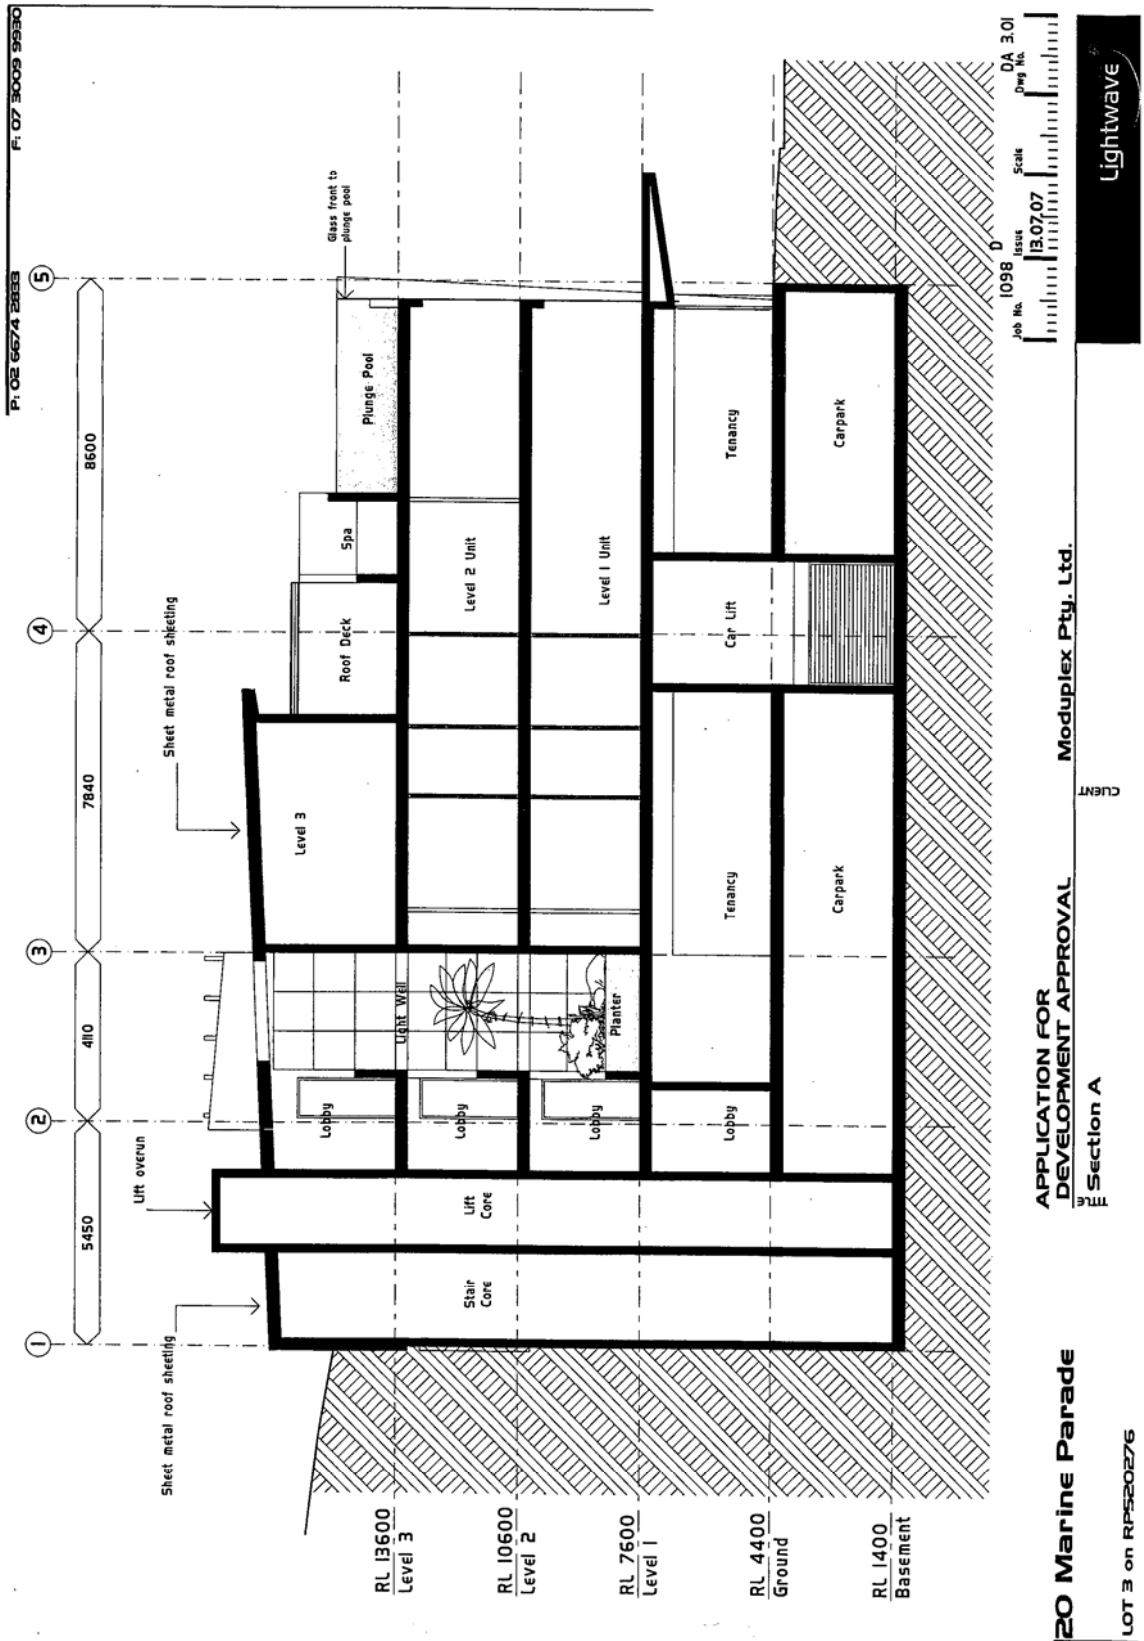 P: 02 6674 2833
F: 07 3009 9930
1
2
3
4
5
5450
4110
7840
8600
Sheet metal roof sheeting
Lift overun
Sheet metal roof sheeting
Glass front to
plunge pool
Level 3
Roof Deck
Spa
Plunge Pool
Light Well
Lobby
Lobby
Lobby
Lobby
Planter
Level 2 Unit
Level 1 Unit
Stair
Core
Lift
Core
Tenancy
Car Lift
Tenancy
Carpark
Carpark
RL 13600
Level 3
RL 10600
Level 2
RL 7600
Level 1
RL 4400
Ground
RL 1400
Basement
20 Marine Parade
LOT 3 on RPS20276
APPLICATION FOR
DEVELOPMENT APPROVAL
TITLE
Section A
Moduplex Pty. Ltd.
CLIENT
Job No.
1098
D
Issue
13.07.07
Scale
Dwg No.
DA 3.01
Lightwave